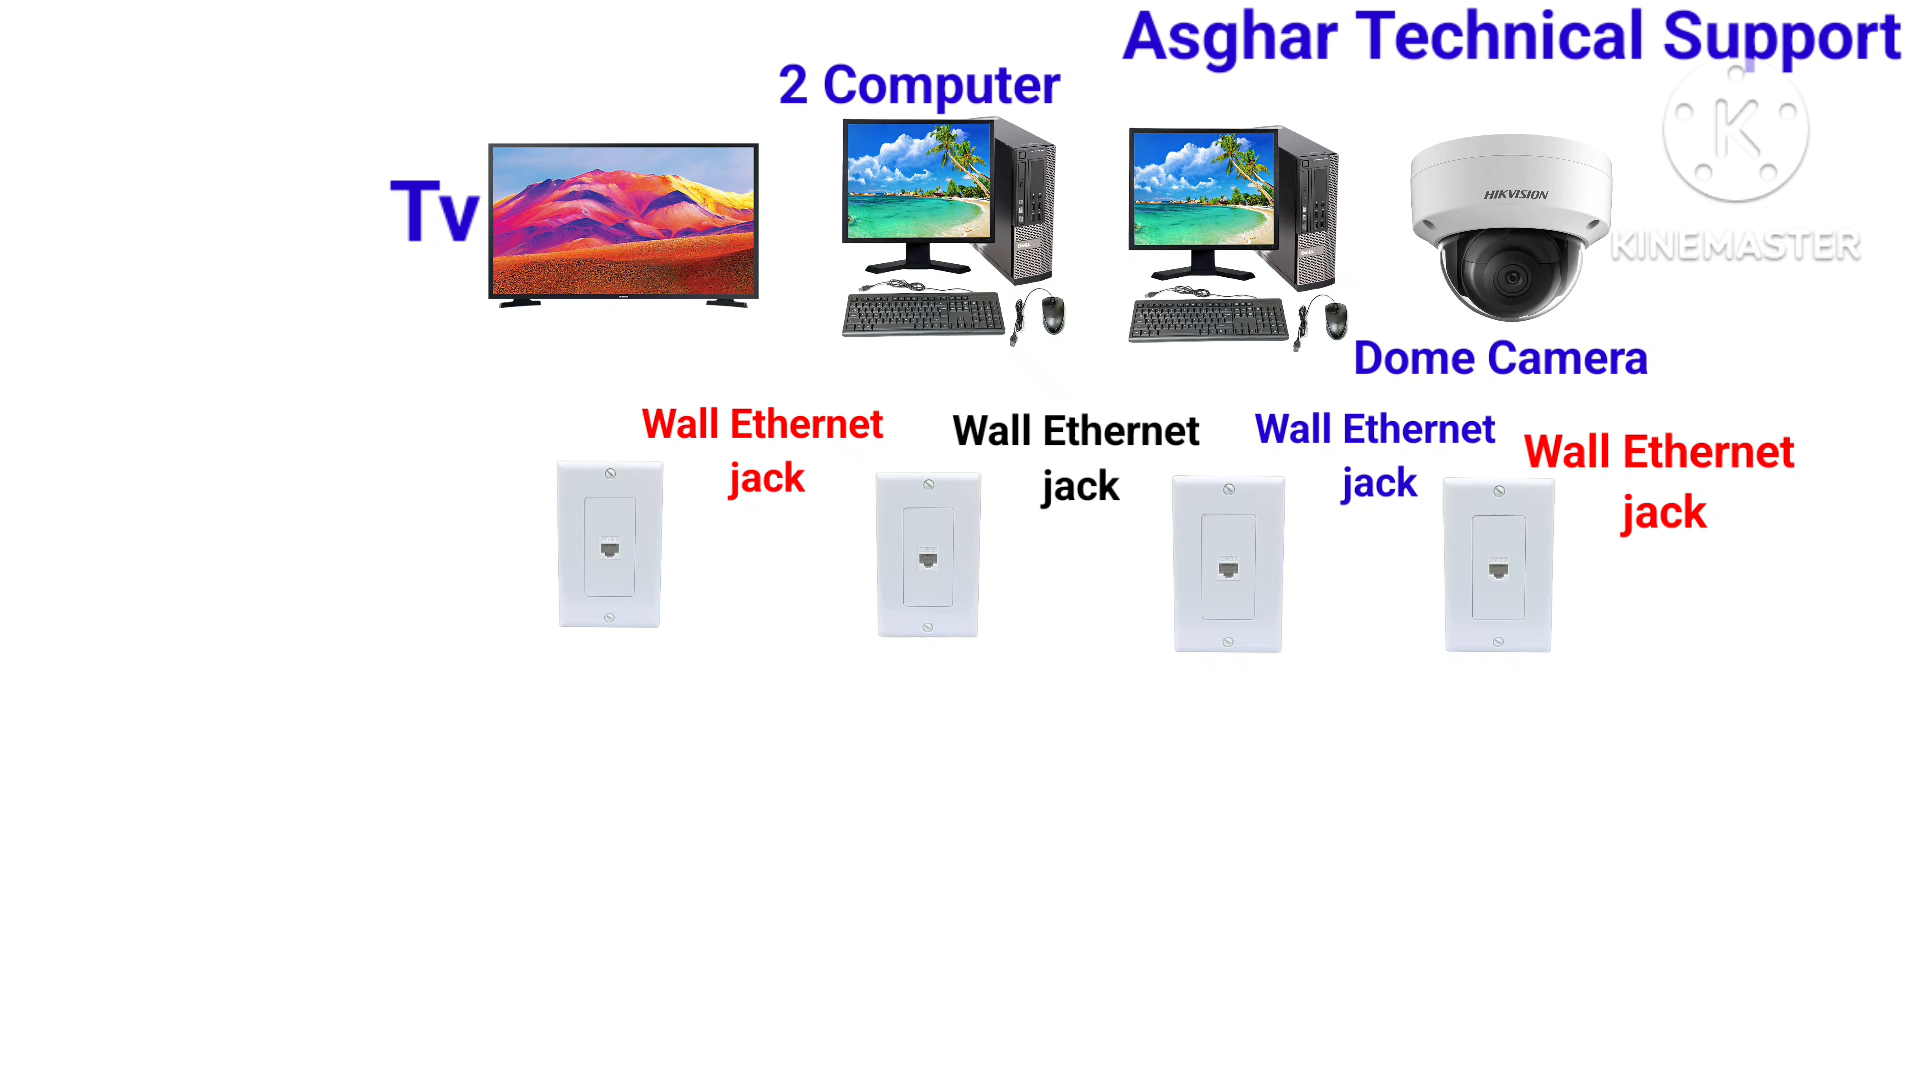 Asghar Technical Support
2 Computer
Tv
HIKVISION
KINEMASTER
Dome Camera
Wall Ethernet
jack
Wall Ethernet
jack
Wall Ethernet
jack
Wall Ethernet
jack